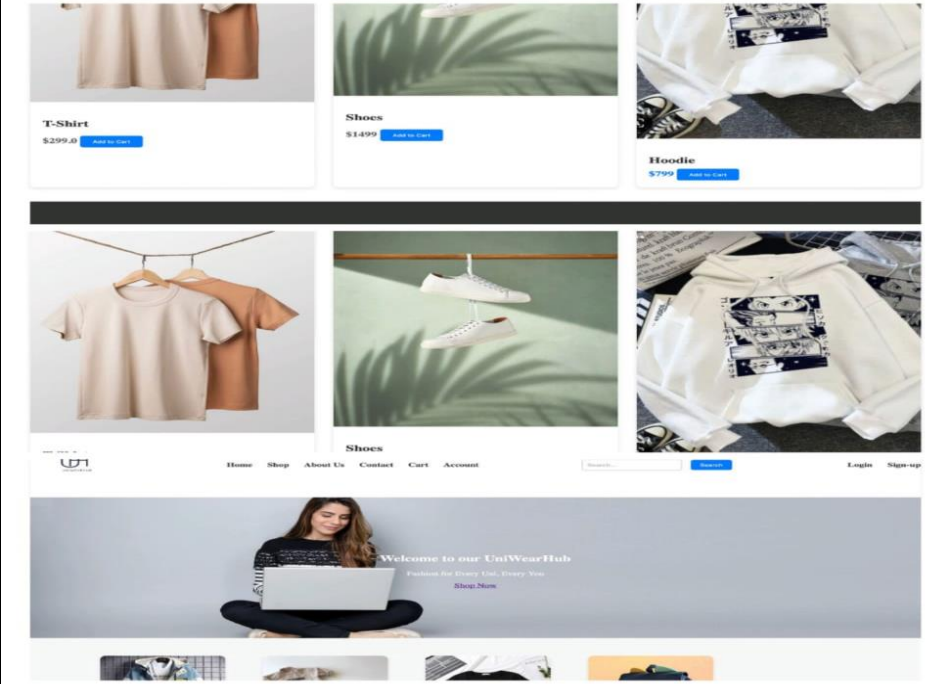 T-Shirt
$299.0 Add to Cart
Shoes
$1499 Add to Cart
Hoodie
$799 Add to Cart
Shoes
Home Shop About Us Contact Cart Account
Search... Search
Login Sign-up
Welcome to our UniWearHub
Fashion for Every Uni, Every You
Shop Now